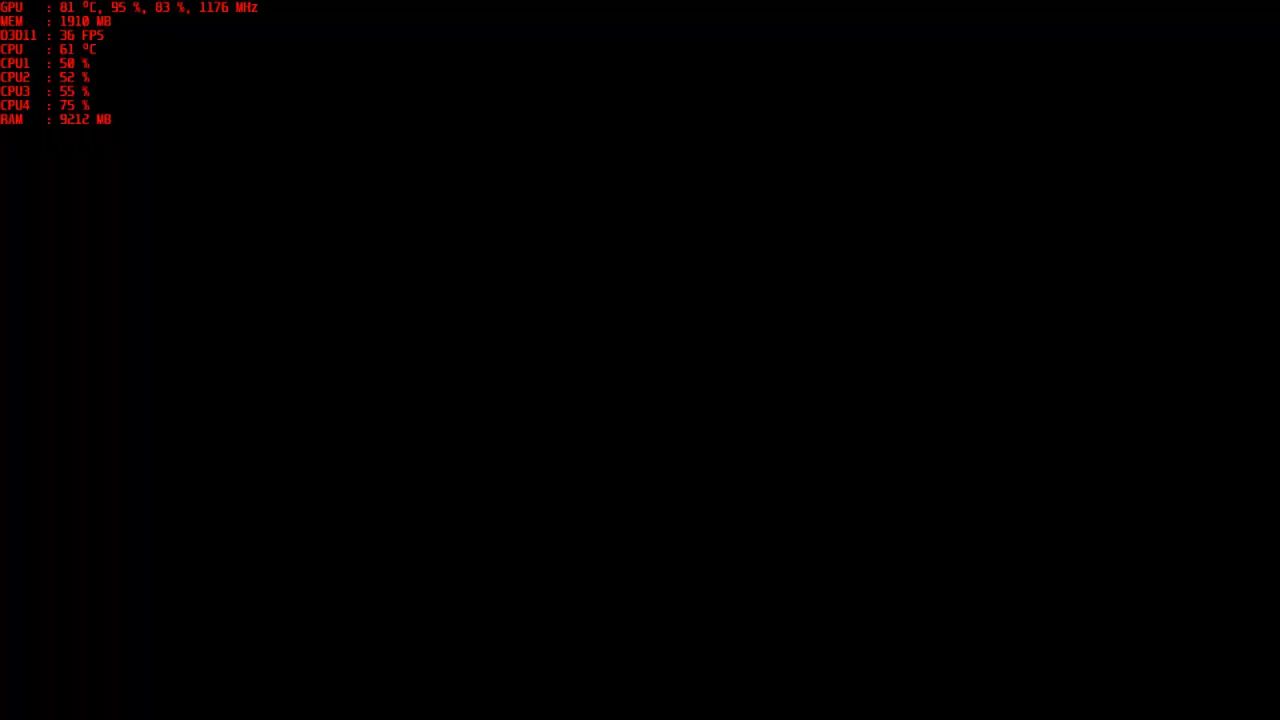 GPU : 81 °C, 95 %, 83 %, 1176 MHz
MEM : 1910 MB
D3D11 : 36 FPS
CPU : 61 °C
CPU1 : 50 %
CPU2 : 52 %
CPU3 : 55 %
CPU4 : 75 %
RAM : 9212 MB